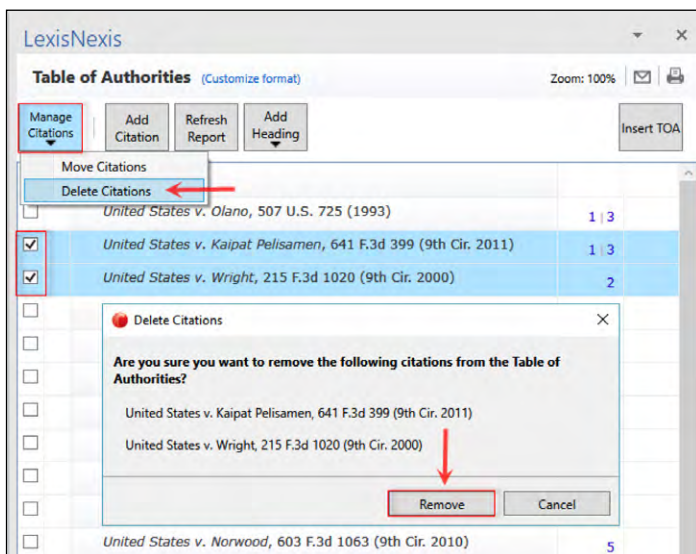 LexisNexis
Table of Authorities (Customize format) Zoom: 100%
Manage Citations Add Citation Refresh Report Add Heading Insert TOA
Move Citations
Delete Citations
United States v. Olano, 507 U.S. 725 (1993) 1 | 3
United States v. Kaipat Pelisamen, 641 F.3d 399 (9th Cir. 2011) 1 | 3
United States v. Wright, 215 F.3d 1020 (9th Cir. 2000) 2
Delete Citations
Are you sure you want to remove the following citations from the Table of
Authorities?
United States v. Kaipat Pelisamen, 641 F.3d 399 (9th Cir. 2011)
United States v. Wright, 215 F.3d 1020 (9th Cir. 2000)
Remove Cancel
United States v. Norwood, 603 F.3d 1063 (9th Cir. 2010) 5